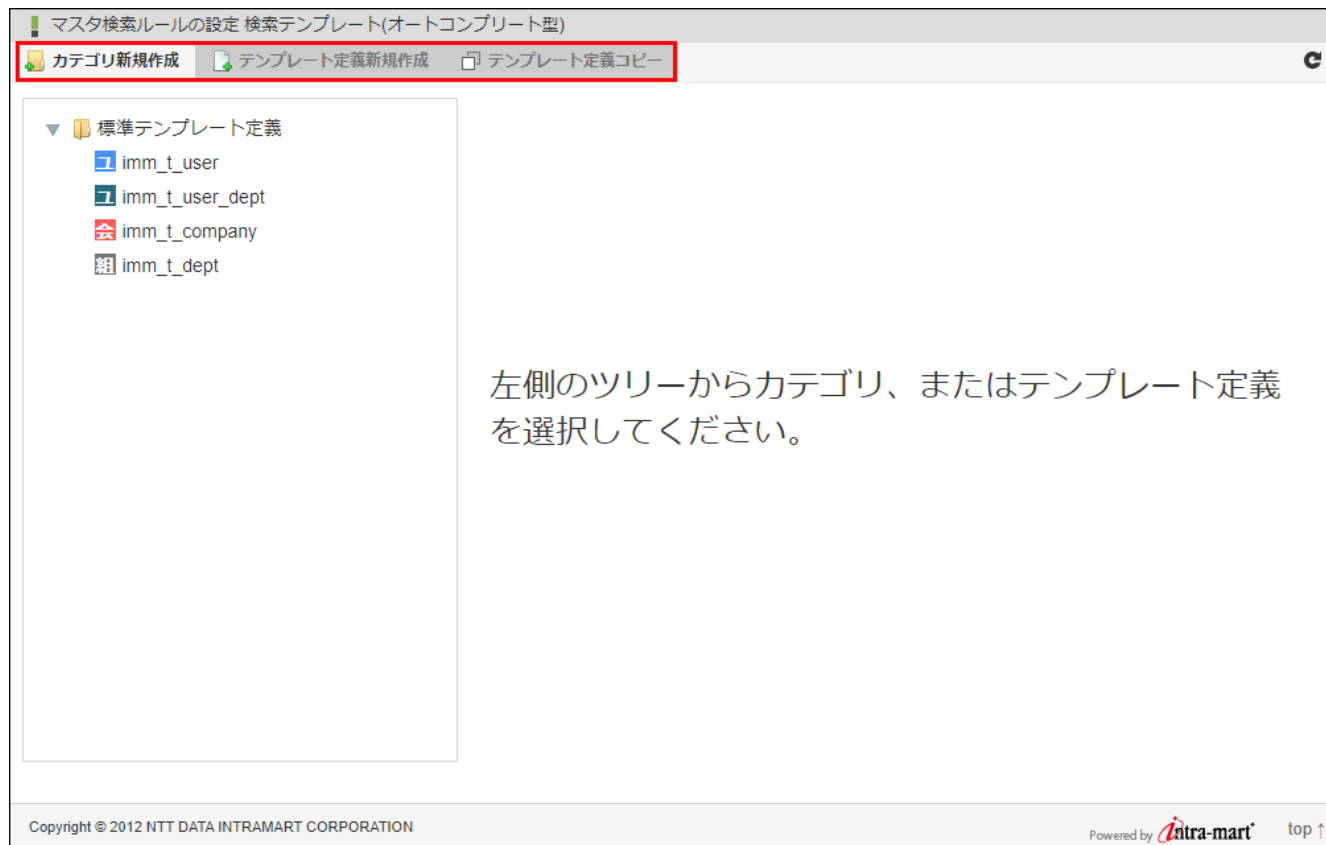 マスタ検索ルールの設定 検索テンプレート(オートコンプリート型)
カテゴリ新規作成 テンプレート定義新規作成 テンプレート定義コピー
標準テンプレート定義
ユ imm_t_user
ユ imm_t_user_dept
会 imm_t_company
組 imm_t_dept
左側のツリーからカテゴリ、またはテンプレート定義
を選択してください。
Copyright © 2012 NTT DATA INTRAMART CORPORATION
Powered by intra-mart top ↑